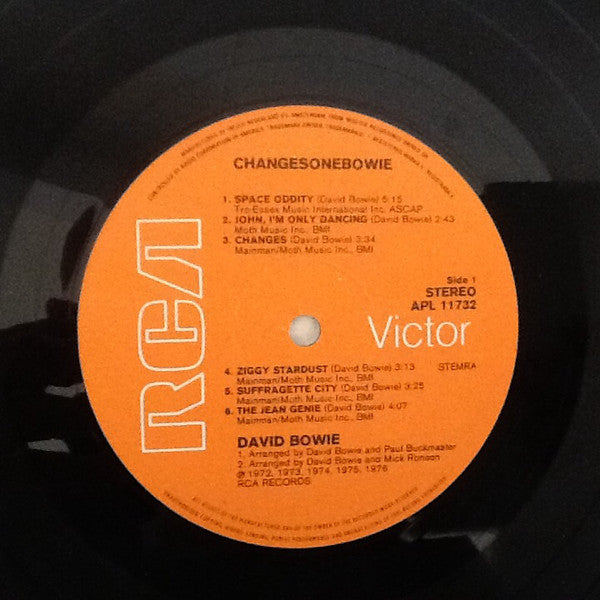 CHANGESONEBOWIE
1. SPACE ODDITY (David Bowie) 5:15
Tro-Essex Music International Inc. ASCAP
2. JOHN, I'M ONLY DANCING (David Bowie) 2:43
Moth Music Inc., BMI
3. CHANGES (David Bowie) 3:34
Mainman/Moth Music Inc., BMI
Side 1
STEREO
APL 11732
RCA
Victor
4. ZIGGY STARDUST (David Bowie) 3:13
STEMRA
Mainman/Moth Music Inc., BMI
5. SUFFRAGETTE CITY (David Bowie) 3:25
Mainman/Moth Music Inc., BMI
6. THE JEAN GENIE (David Bowie) 4:07
Mainman/Moth Music Inc., BMI
DAVID BOWIE
1. Arranged by David Bowie and Paul Buckmaster
2. Arranged by David Bowie and Mick Ronson
℗ 1972, 1973, 1974, 1975, 1976
RCA RECORDS